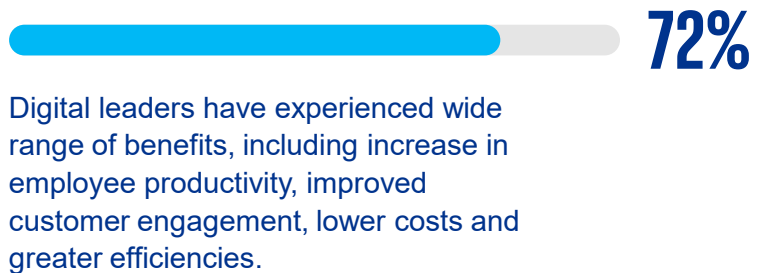 72%
Digital leaders have experienced wide
range of benefits, including increase in
employee productivity, improved
customer engagement, lower costs and
greater efficiencies.